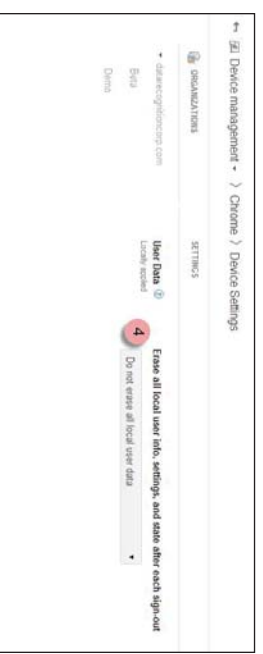 Device management > Chrome > Device Settings
ORGANIZATIONS
SETTINGS
datarecognitioncorp.com
Beta
Demo
User Data
Locally applied
Erase all local user info, settings, and state after each sign-out
4
Do not erase all local user data